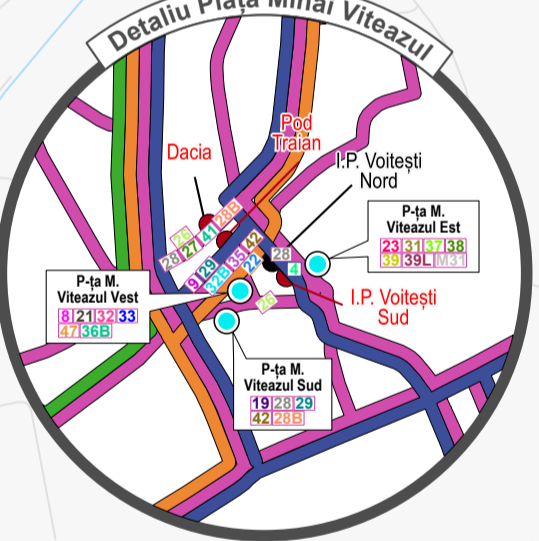 Detaliu Piața Mihai Viteazul
Pod
Traian
Dacia
I.P. Voitești
Nord
P-ța M.
Viteazul Est
23 31 37 38
39 39L M31
26
28 27 41 28B
9 29
32B 35 42
22
28
4
26
P-ța M.
Viteazul Vest
8 21 32 33
47 36B
I.P. Voitești
Sud
P-ța M.
Viteazul Sud
19 28 29
42 28B